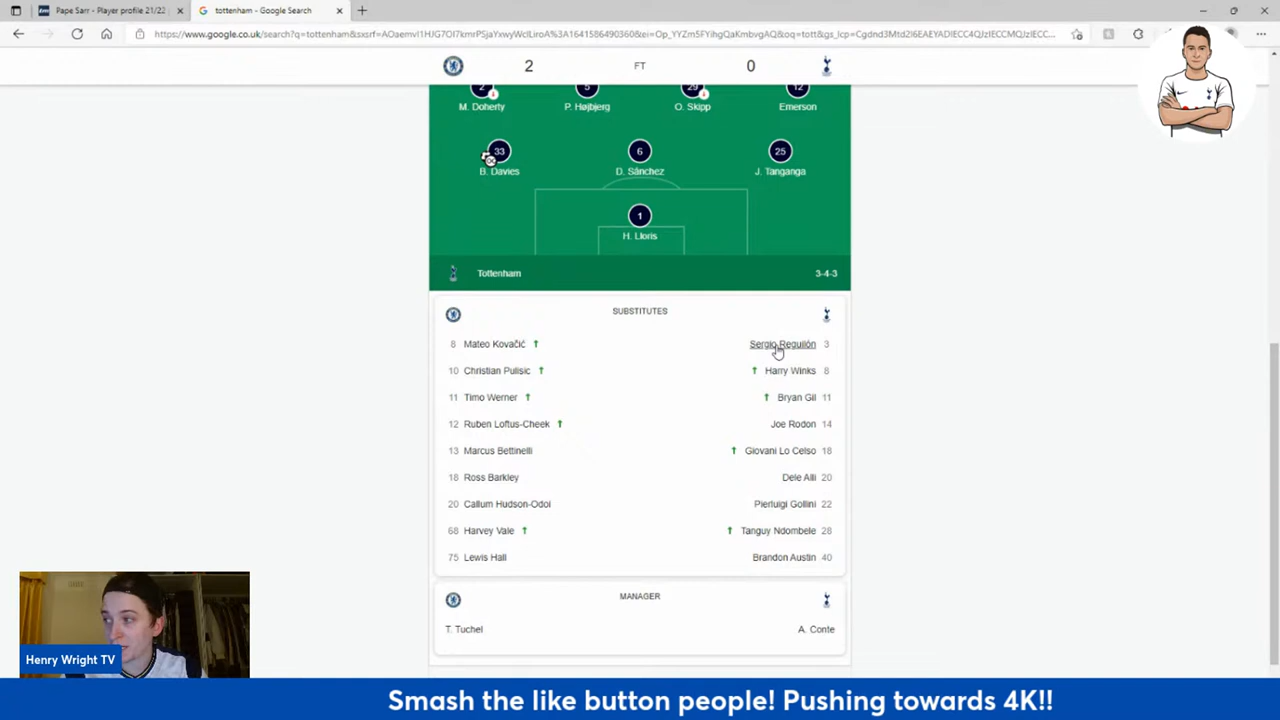 Pape Sarr - Player profile 21/22
tottenham - Google Search
2 FT 0
2 5 29 12
M. Doherty P. Højbjerg O. Skipp Emerson
33 6 25
B. Davies D. Sánchez J. Tanganga
1
H. Lloris
Tottenham 3-4-3
SUBSTITUTES
8 Mateo Kovačić Sergio Reguilón 3
10 Christian Pulisic Harry Winks 8
11 Timo Werner Bryan Gil 11
12 Ruben Loftus-Cheek Joe Rodon 14
13 Marcus Bettinelli Giovani Lo Celso 18
18 Ross Barkley Dele Alli 20
20 Callum Hudson-Odoi Pierluigi Gollini 22
68 Harvey Vale Tanguy Ndombele 28
75 Lewis Hall Brandon Austin 40
MANAGER
T. Tuchel A. Conte
Henry Wright TV
Smash the like button people! Pushing towards 4K!!